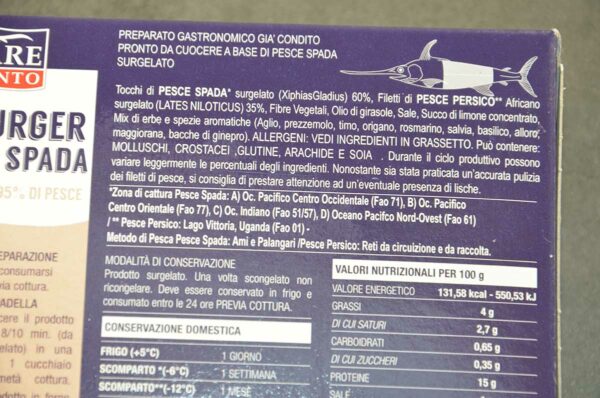 ARE
ENTO
URGER
SPADA
95% DI PESCE
PREPARATO GASTRONOMICO GIA' CONDITO
PRONTO DA CUOCERE A BASE DI PESCE SPADA
SURGELATO
Tocchi di PESCE SPADA* surgelato (XiphiasGladius) 60%, Filetti di PESCE PERSICO** Africano
surgelato (LATES NILOTICUS) 35%, Fibre Vegetali, Olio di girasole, Sale, Succo di limone concentrato,
Mix di erbe e spezie aromatiche (Aglio, prezzemolo, timo, origano, rosmarino, salvia, basilico, alloro,
maggiorana, bacche di ginepro). ALLERGENI: VEDI INGREDIENTI IN GRASSETTO. Può contenere:
MOLLUSCHI, CROSTACEI ,GLUTINE, ARACHIDE E SOIA . Durante il ciclo produttivo possono
variare leggermente le percentuali degli ingredienti. Nonostante sia stata praticata un'accurata pulizia
dei filetti di pesce, si consiglia di prestare attenzione ad un'eventuale presenza di lische.
*Zona di cattura Pesce Spada: A) Oc. Pacifico Centro Occidentale (Fao 71), B) Oc. Pacifico
Centro Orientale (Fao 77), C) Oc. Indiano (Fao 51/57), D) Oceano Pacifco Nord-Ovest (Fao 61)
/ ** Pesce Persico: Lago Vittoria, Uganda (Fao 01) -
Metodo di Pesca Pesce Spada: Ami e Palangari /Pesce Persico: Reti da circuizione e da raccolta.
MODALITÀ DI CONSERVAZIONE
Prodotto surgelato. Una volta scongelato non
ricongelare. Deve essere conservato in frigo e
consumato entro le 24 ore PREVIA COTTURA.
CONSERVAZIONE DOMESTICA
FRIGO (+5°C) 1 GIORNO
SCOMPARTO *(-6°C) 1 SETTIMANA
SCOMPARTO**(-12°C) 1 MESE
VALORI NUTRIZIONALI PER 100 g
VALORE ENERGETICO 131,58 kcal - 550,53 kJ
GRASSI 4 g
DI CUI SATURI 2,7 g
CARBOIDRATI 0,65 g
DI CUI ZUCCHERI 0,35 g
PROTEINE 15 g
SALE
EPARAZIONE
consumarsi
via cottura.
ADELLA
cere il prodotto
8/10 min. (da
elato) in una
1 cucchiaio
metà cottura.